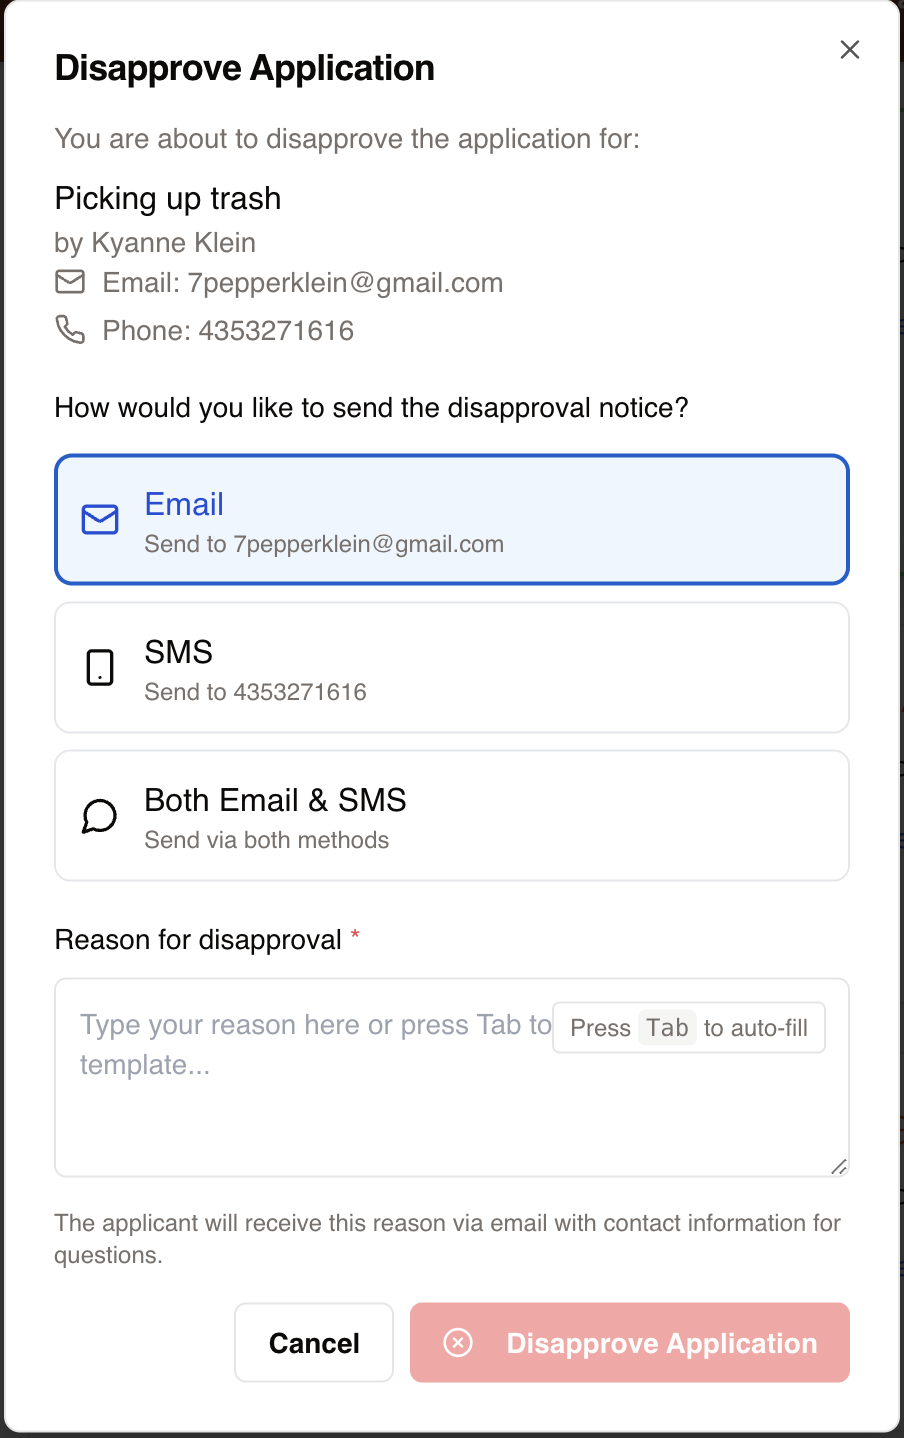 Disapprove Application
You are about to disapprove the application for:
Picking up trash
by Kyanne Klein
Email: 7pepperklein@gmail.com
Phone: 4353271616
How would you like to send the disapproval notice?
Email
Send to 7pepperklein@gmail.com
SMS
Send to 4353271616
Both Email & SMS
Send via both methods
Reason for disapproval *
Type your reason here or press Tab to
Press Tab to auto-fill
template...
The applicant will receive this reason via email with contact information for
questions.
Cancel
Disapprove Application